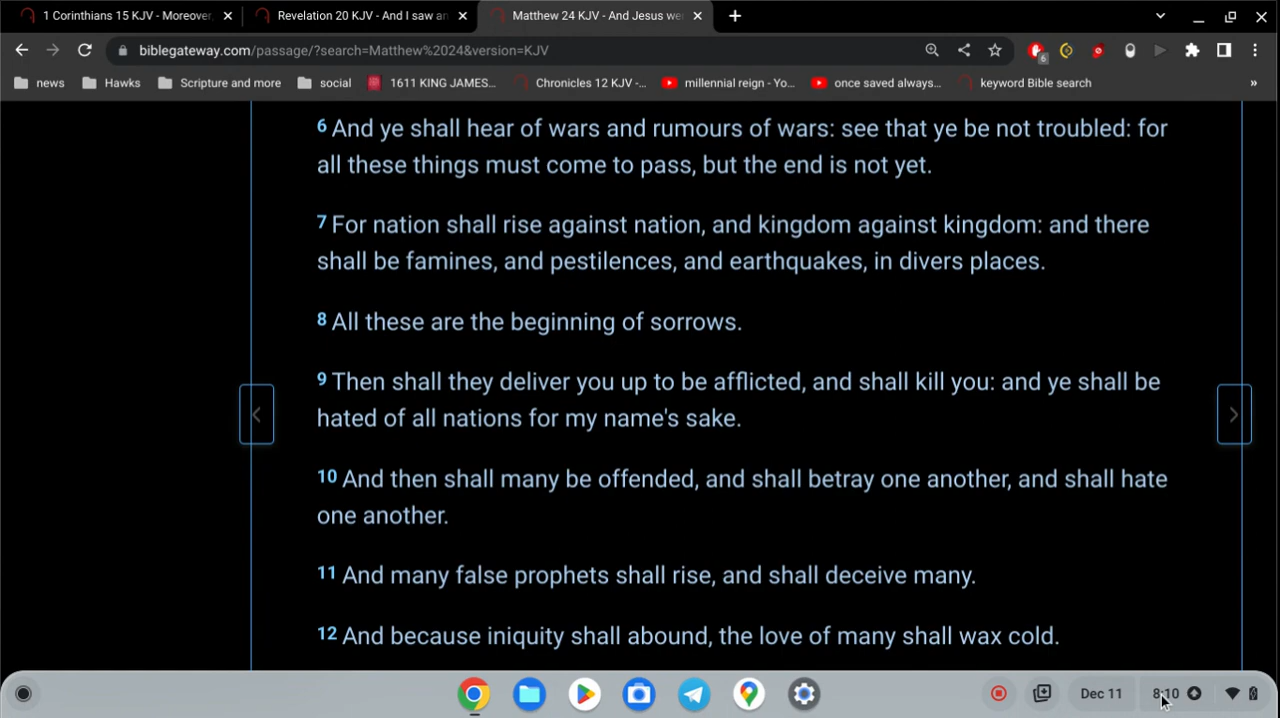 1 Corinthians 15 KJV - Moreover,
Revelation 20 KJV - And I saw an
Matthew 24 KJV - And Jesus wen
biblegateway.com/passage/?search=Matthew%2024&version=KJV
6
news
Hawks
Scripture and more
social
1611 KING JAMES...
Chronicles 12 KJV -...
millennial reign - Yo...
once saved always...
keyword Bible search
»
6 And ye shall hear of wars and rumours of wars: see that ye be not troubled: for
all these things must come to pass, but the end is not yet.
7 For nation shall rise against nation, and kingdom against kingdom: and there
shall be famines, and pestilences, and earthquakes, in divers places.
8 All these are the beginning of sorrows.
9 Then shall they deliver you up to be afflicted, and shall kill you: and ye shall be
hated of all nations for my name's sake.
10 And then shall many be offended, and shall betray one another, and shall hate
one another.
11 And many false prophets shall rise, and shall deceive many.
12 And because iniquity shall abound, the love of many shall wax cold.
Dec 11
8:10